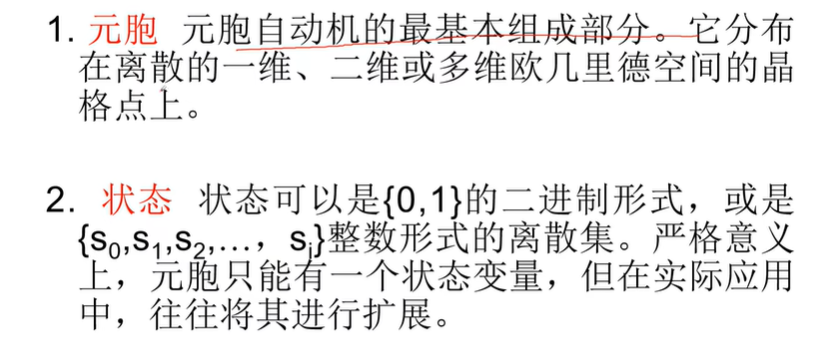 1. 元胞 元胞自动机的最基本组成部分。它分布
在离散的一维、二维或多维欧几里德空间的晶
格点上。
2. 状态 状态可以是{0,1}的二进制形式，或是
{s₀,s₁,s₂,…，sⱼ}整数形式的离散集。严格意义
上，元胞只能有一个状态变量，但在实际应用
中，往往将其进行扩展。